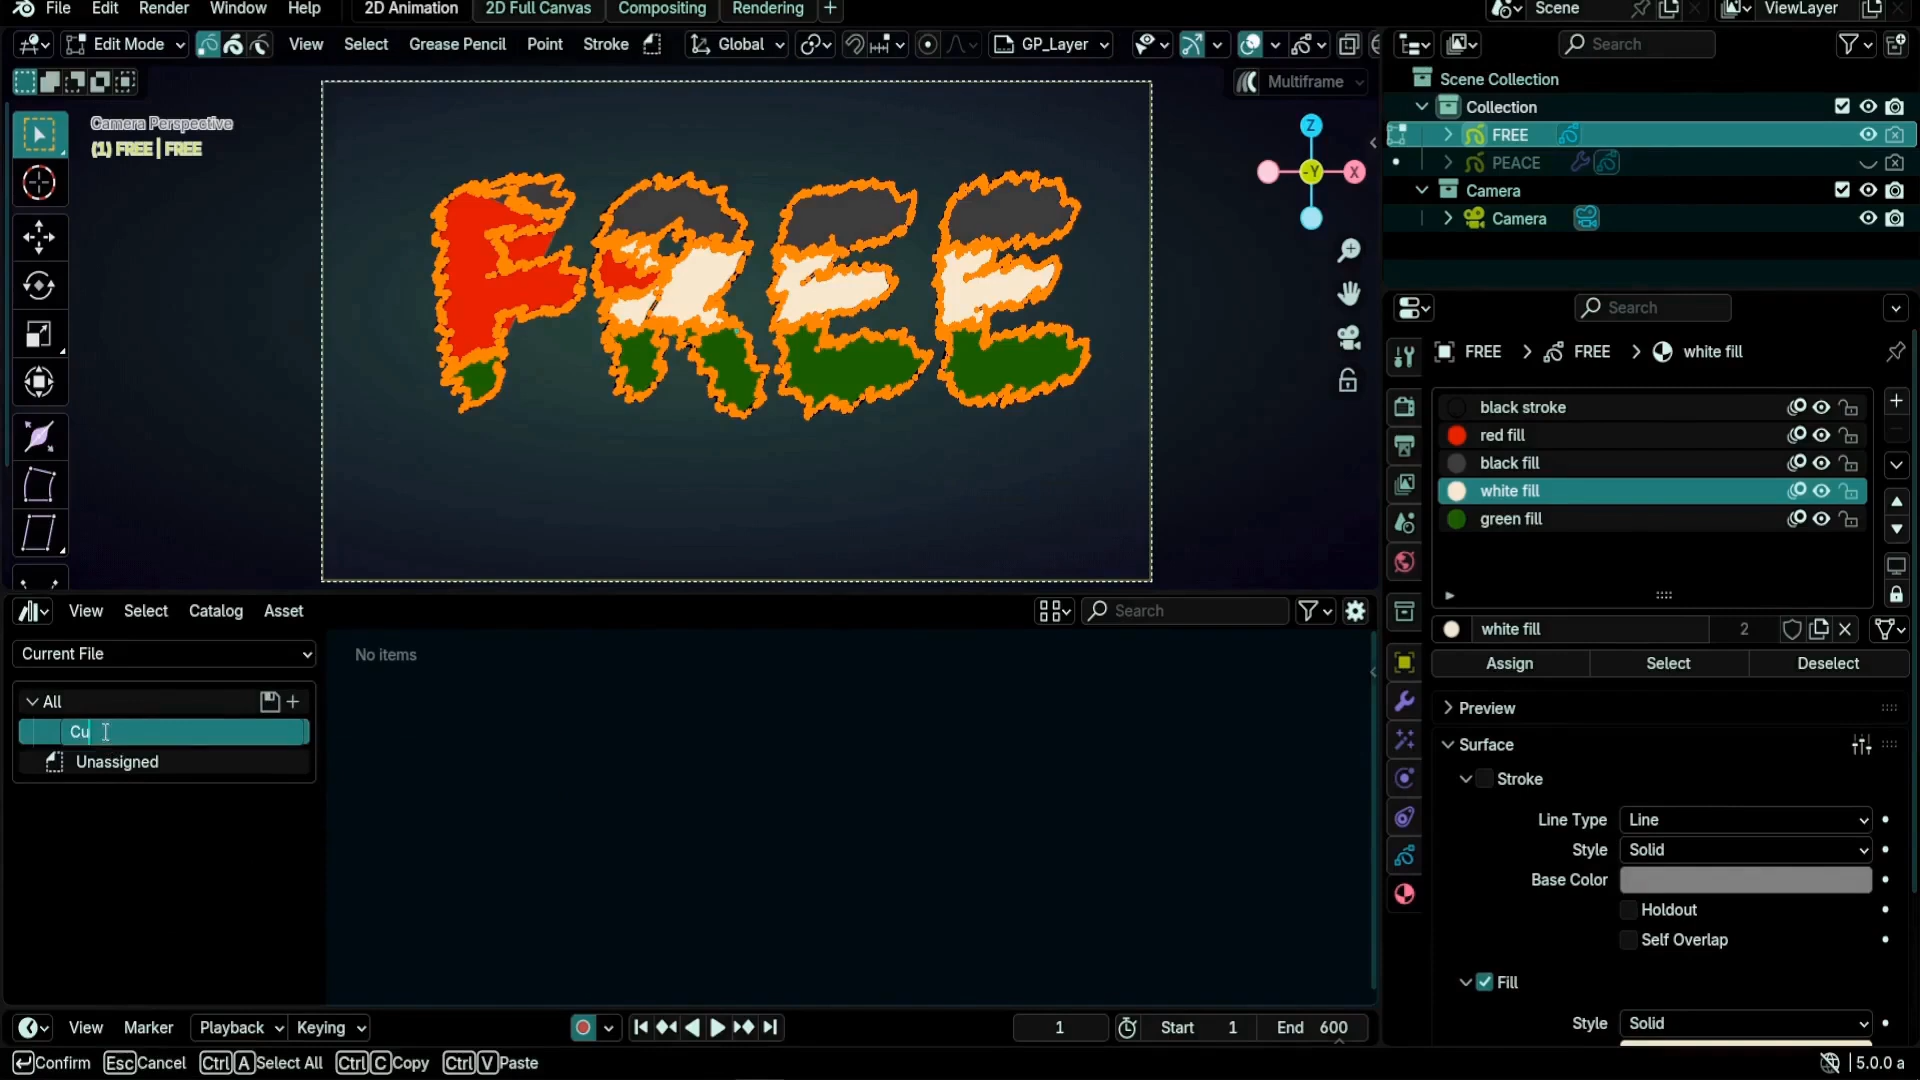 File Edit Render Window Help 2D Animation 2D Full Canvas Compositing Rendering + Scene ViewLayer
Edit Mode View Select Grease Pencil Point Stroke Global GP_Layer Search
Multiframe
Camera Perspective
(1) FREE | FREE
FREE
Z
-Y
X
Scene Collection
Collection
FREE
PEACE
Camera
Camera
Search
FREE FREE white fill
black stroke
red fill
black fill
white fill
green fill
white fill 2
Assign Select Deselect
Preview
Surface
Stroke
Line Type Line
Style Solid
Base Color
Holdout
Self Overlap
Fill
Style Solid
View Select Catalog Asset Search
Current File
No items
All
Cu
Unassigned
View Marker Playback Keying 1 Start 1 End 600
Confirm Esc Cancel Ctrl A Select All Ctrl C Copy Ctrl V Paste 5.0.0 a